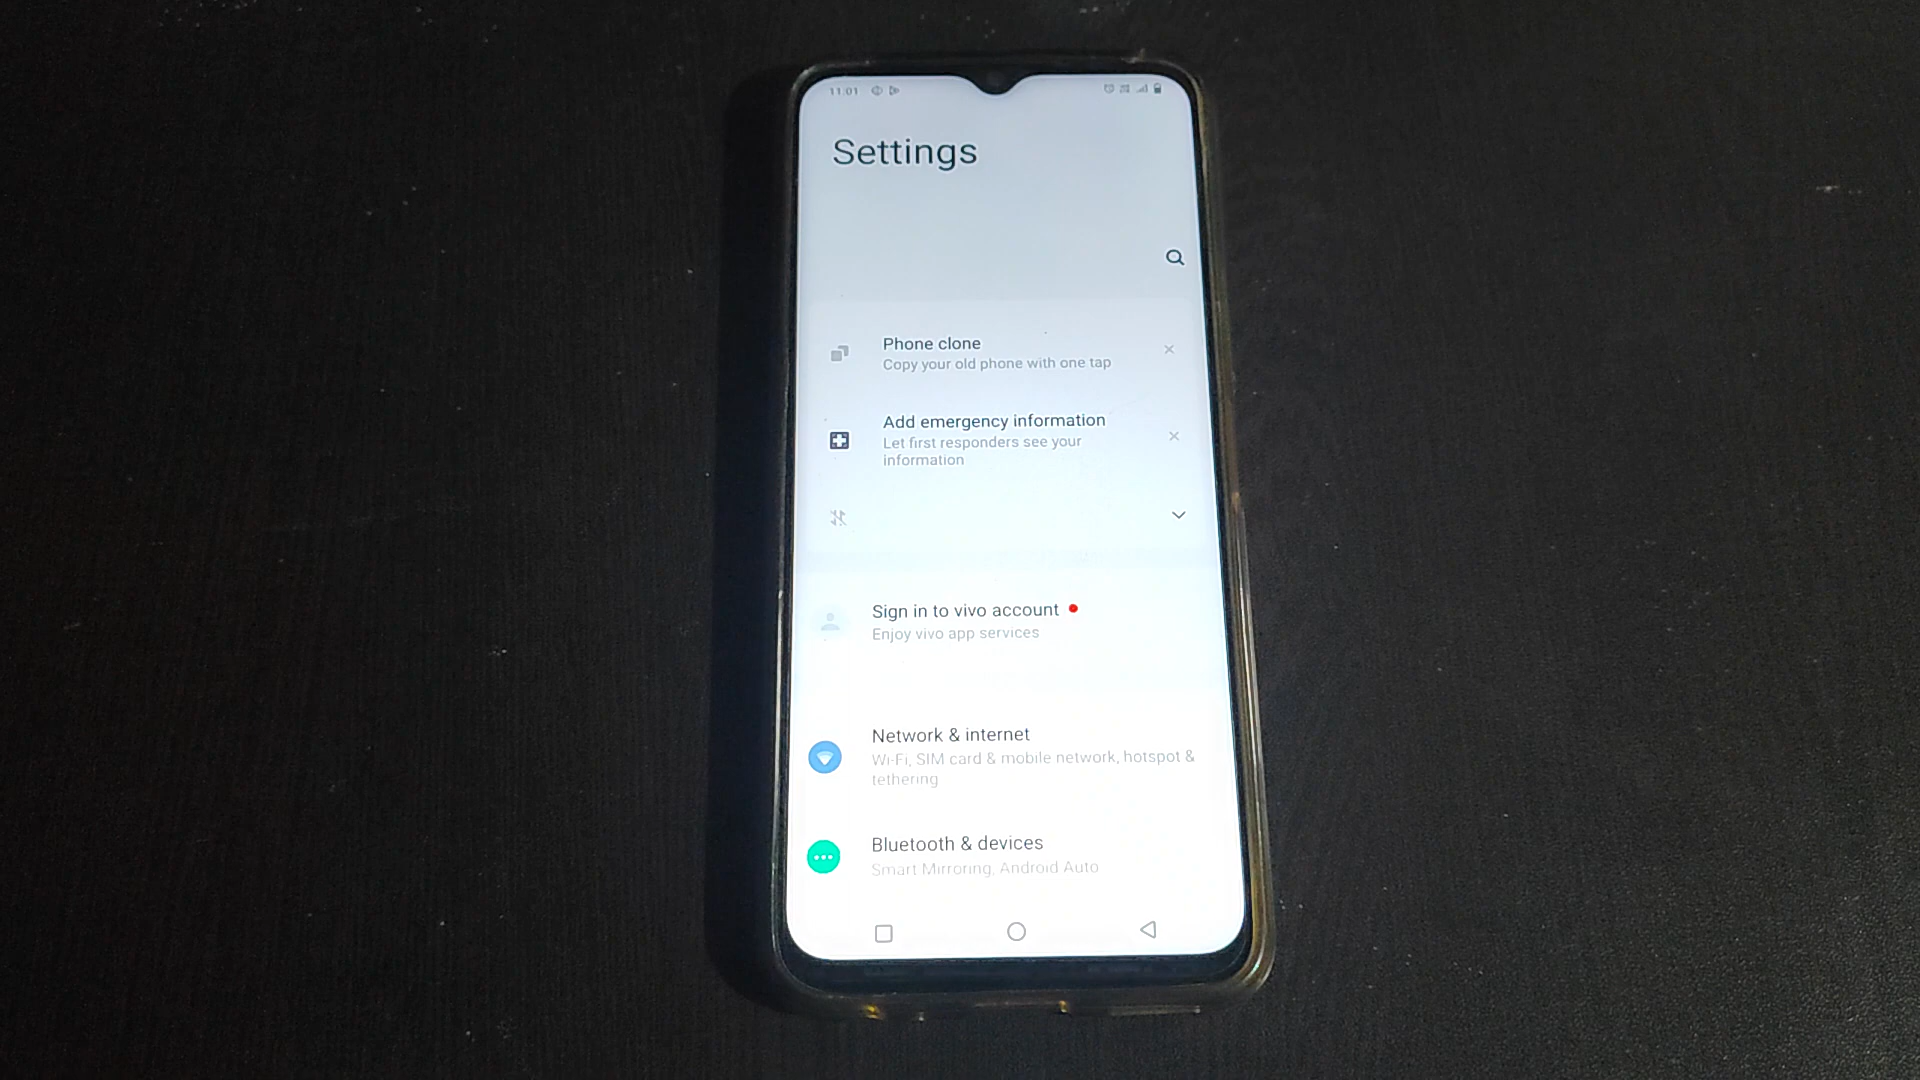 11:01
Settings
Phone clone
Copy your old phone with one tap
Add emergency information
Let first responders see your
information
Sign in to vivo account
Enjoy vivo app services
Network & internet
Wi-Fi, SIM card & mobile network, hotspot &
tethering
Bluetooth & devices
Smart Mirroring, Android Auto